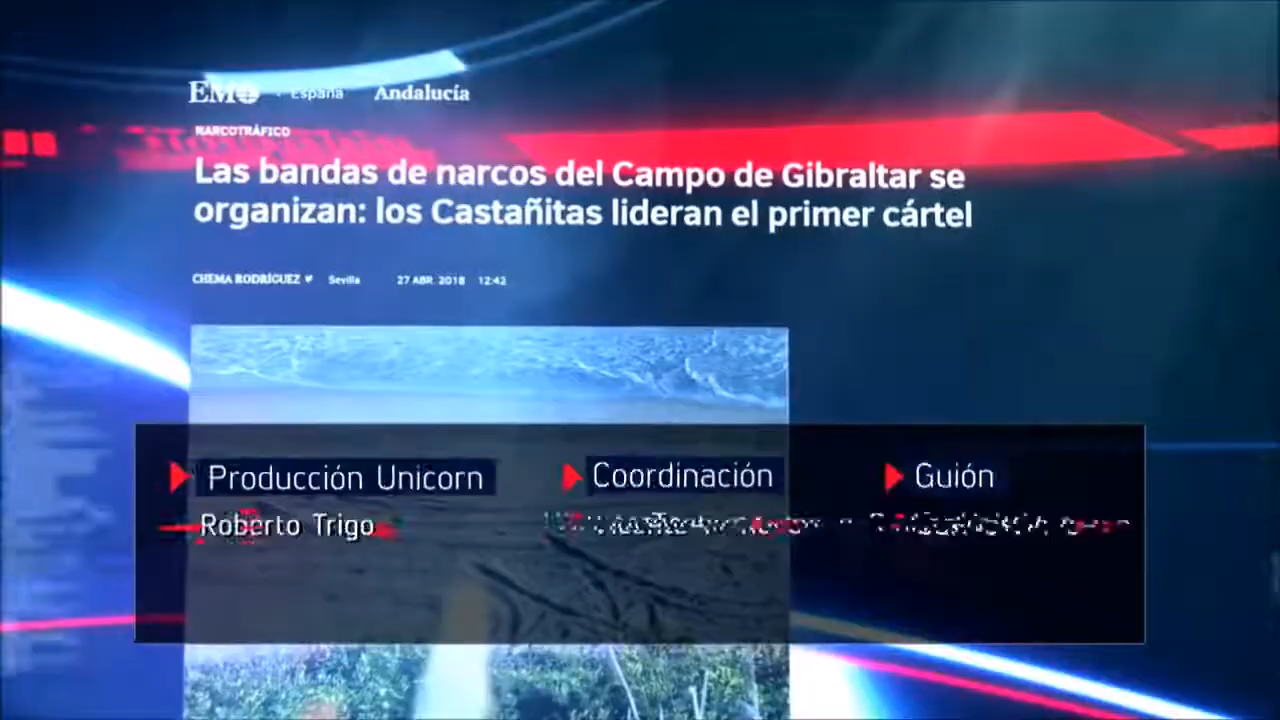 EM
España
Andalucía
NARCOTRÁFICO
Las bandas de narcos del Campo de Gibraltar se
organizan: los Castañitas lideran el primer cártel
CHEMA RODRÍGUEZ Sevilla 27 ABR. 2018 12:42
Producción Unicorn
Roberto Trigo
Coordinación
Guión